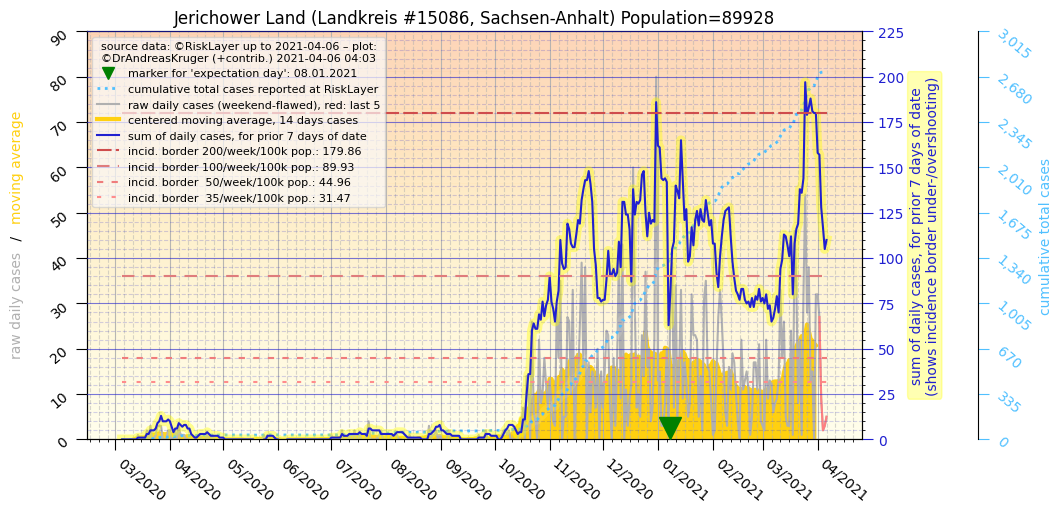 Jerichower Land (Landkreis #15086, Sachsen-Anhalt) Population=89928
source data: ©RiskLayer up to 2021-04-06 – plot:
©DrAndreasKruger (+contrib.) 2021-04-06 04:03
marker for 'expectation day': 08.01.2021
cumulative total cases reported at RiskLayer
raw daily cases (weekend-flawed), red: last 5
centered moving average, 14 days cases
sum of daily cases, for prior 7 days of date
incid. border 200/week/100k pop.: 179.86
incid. border 100/week/100k pop.: 89.93
incid. border  50/week/100k pop.: 44.96
incid. border  35/week/100k pop.: 31.47
raw daily cases  /  moving average
90
80
70
60
50
40
30
20
10
0
03/2020
04/2020
05/2020
06/2020
07/2020
08/2020
09/2020
10/2020
11/2020
12/2020
01/2021
02/2021
03/2021
04/2021
225
200
175
150
125
100
75
50
25
0
sum of daily cases, for prior 7 days of date
(shows incidence border under-/overshooting)
3,015
2,680
2,345
2,010
1,675
1,340
1,005
670
335
0
cumulative total cases